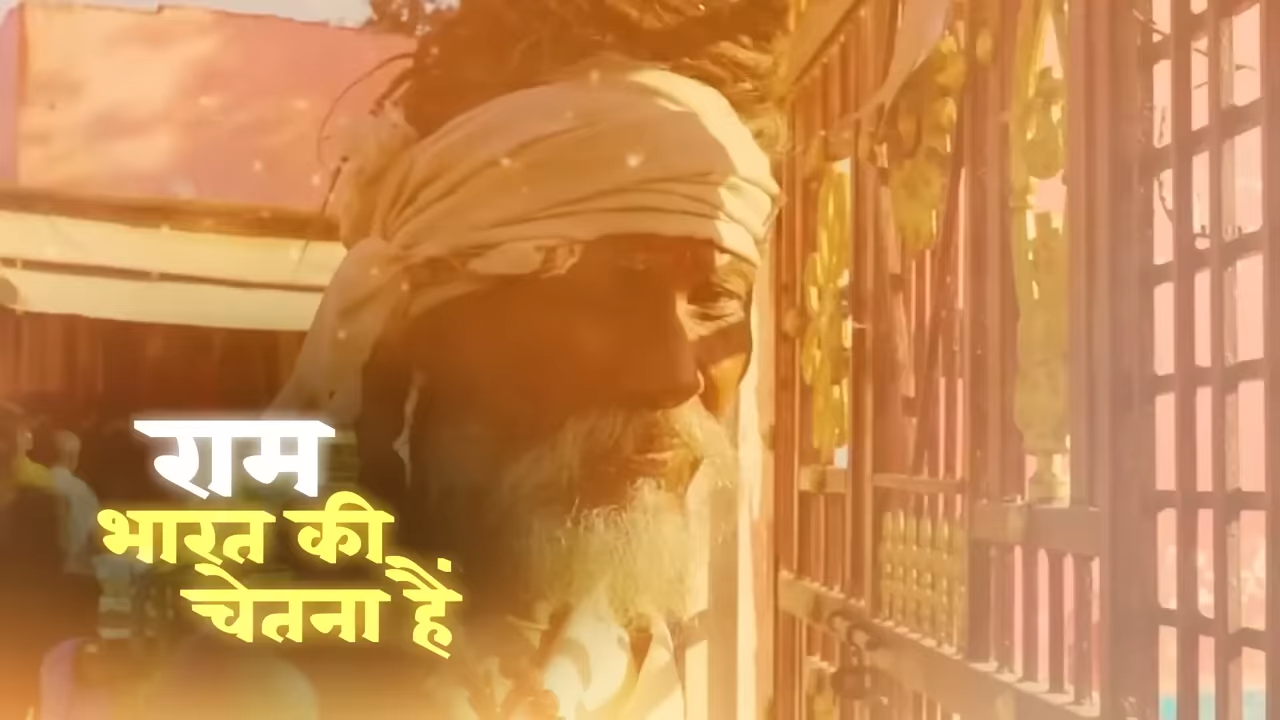 राम
भारत की
चेतना हैं